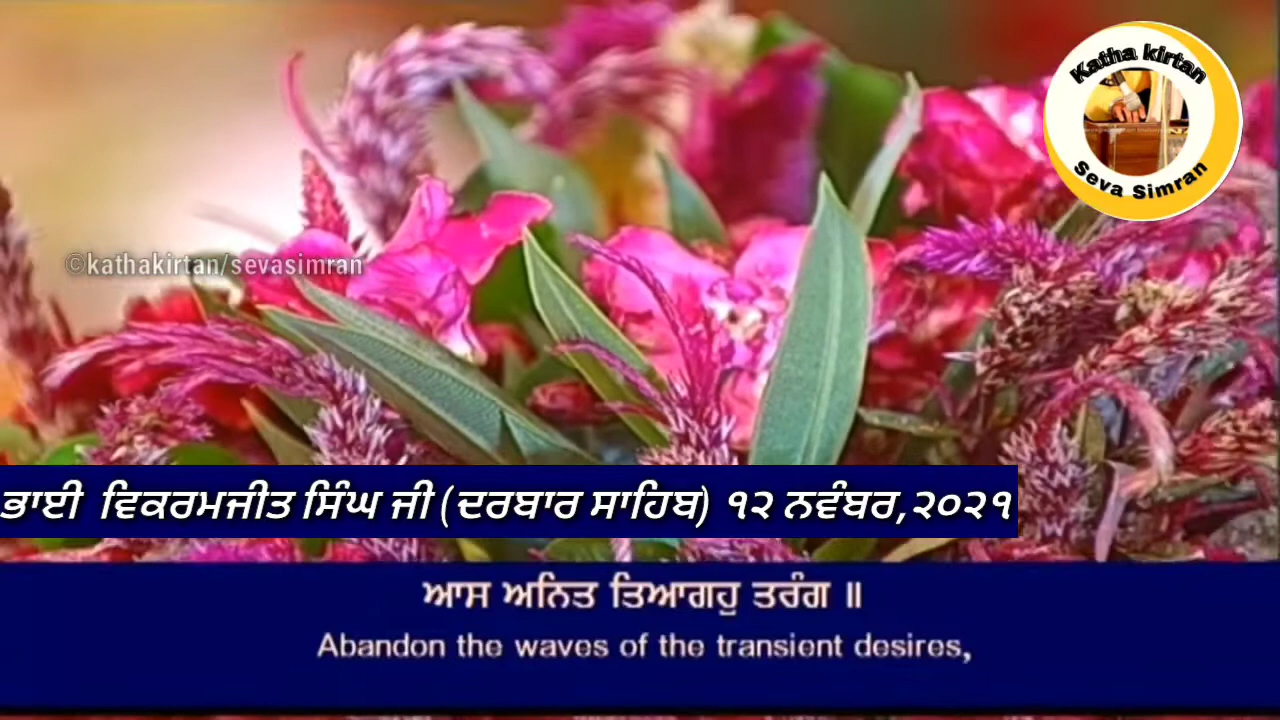 Katha kirtan
Seva Simran
©kathakirtan/sevasimran
ਭਾਈ ਵਿਕਰਮਜੀਤ ਸਿੰਘ ਜੀ (ਦਰਬਾਰ ਸਾਹਿਬ) ੧੨ ਨਵੰਬਰ,੨੦੨੧
ਆਸ ਅਨਿਤ ਤਿਆਗਹੁ ਤਰੰਗ ॥
Abandon the waves of the transient desires,